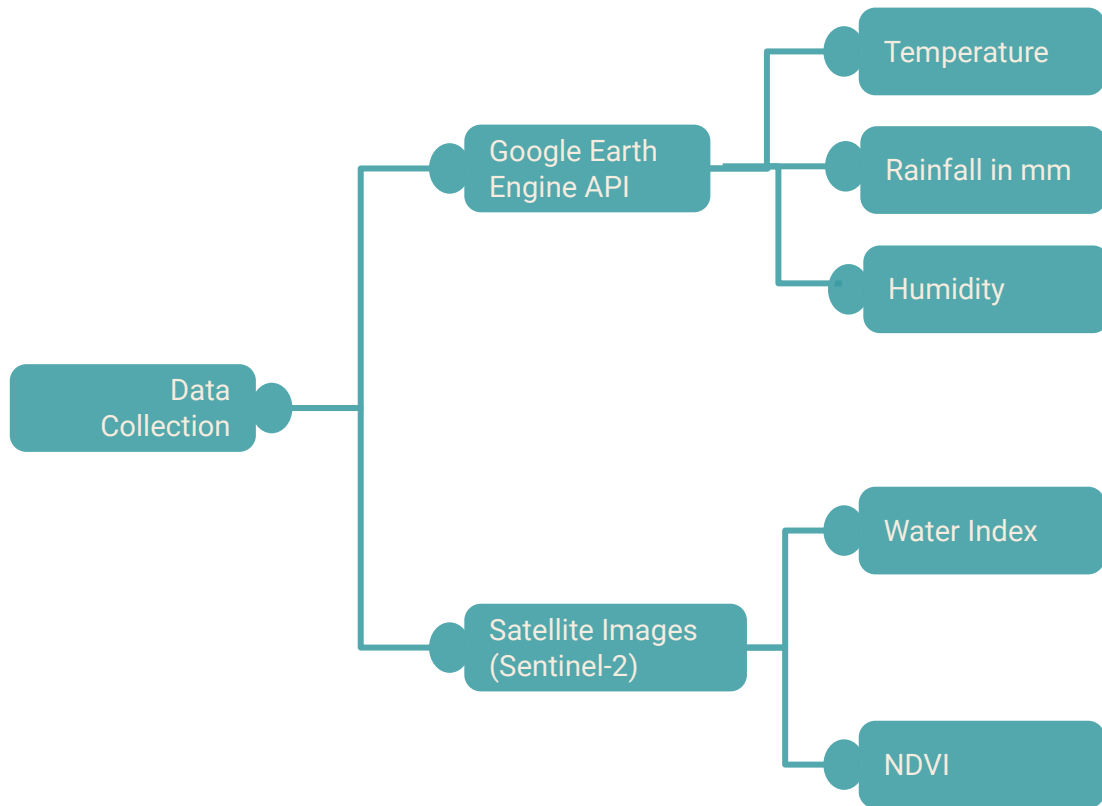 Temperature
Google Earth
Engine API
Rainfall in mm
Humidity
Data
Collection
Water Index
Satellite Images
(Sentinel-2)
NDVI